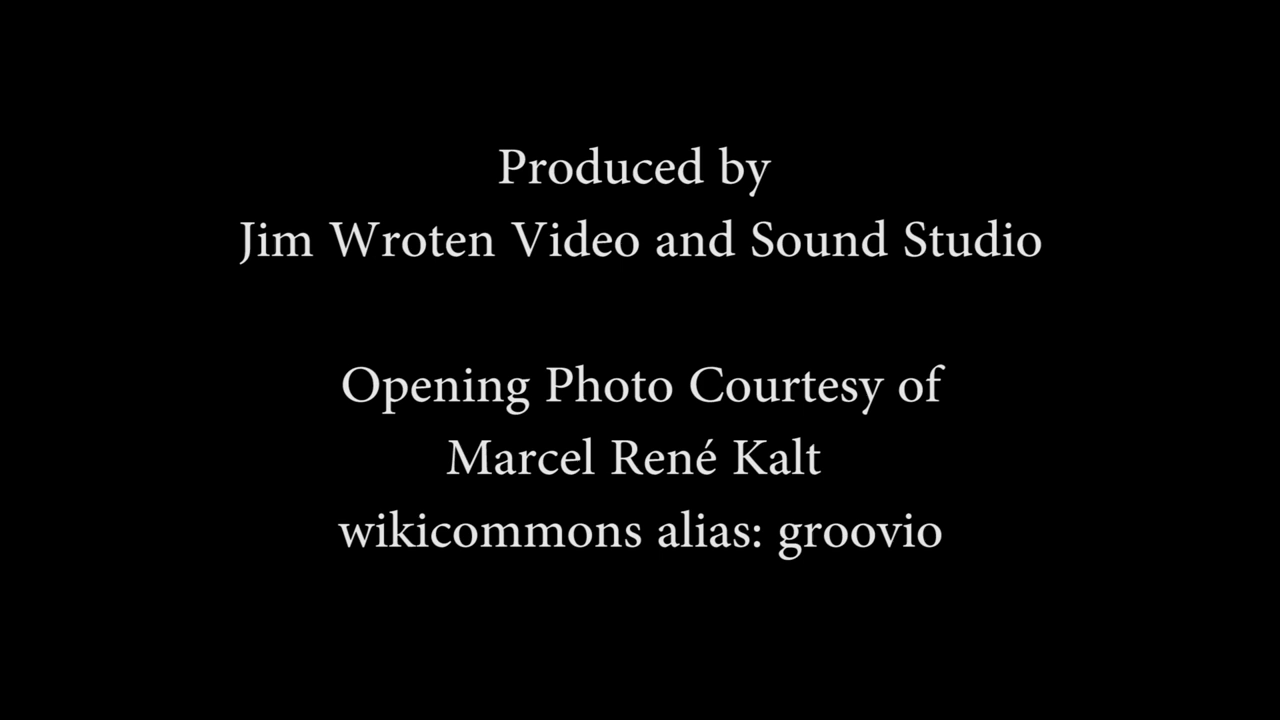 Produced by
Jim Wroten Video and Sound Studio
Opening Photo Courtesy of
Marcel René Kalt
wikicommons alias: groovio